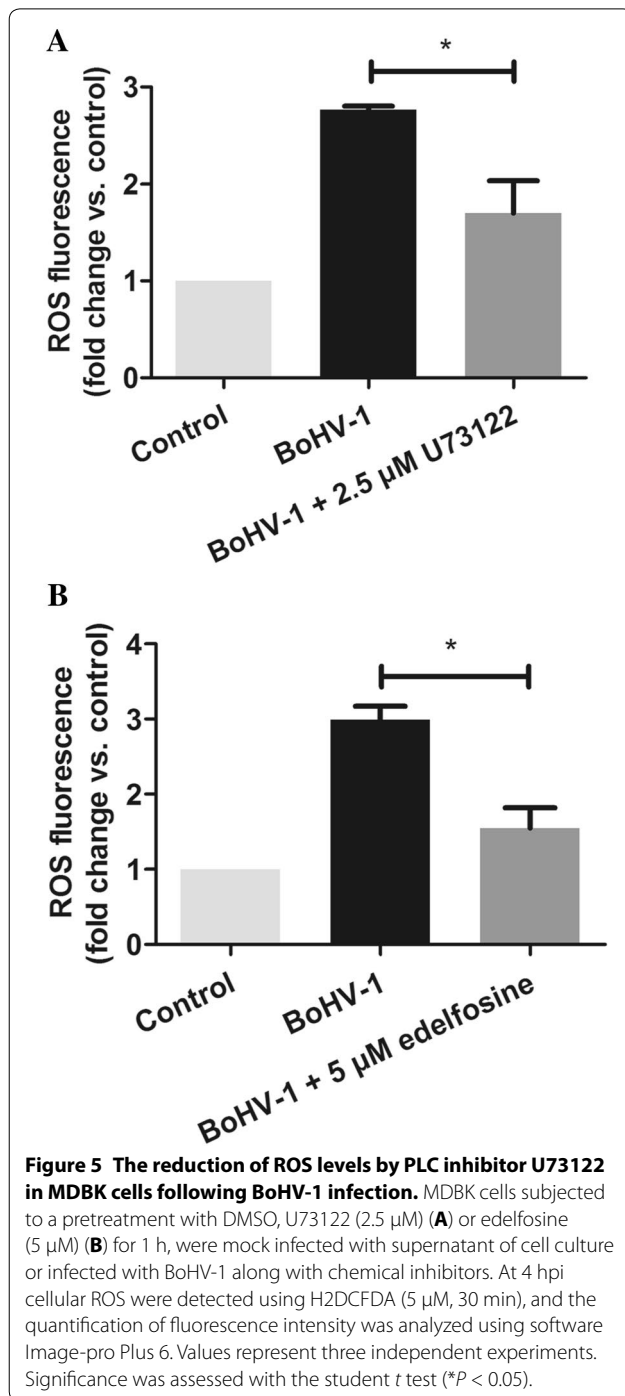 A
*
ROS fluorescence
(fold change vs. control)
3
2
1
0
Control
BoHV-1
BoHV-1 + 2.5 µM U73122
B
*
ROS fluorescence
(fold change vs. control)
4
3
2
1
0
Control
BoHV-1
BoHV-1 + 5 µM edelfosine
Figure 5 The reduction of ROS levels by PLC inhibitor U73122
in MDBK cells following BoHV-1 infection. MDBK cells subjected
to a pretreatment with DMSO, U73122 (2.5 µM) (A) or edelfosine
(5 µM) (B) for 1 h, were mock infected with supernatant of cell culture
or infected with BoHV-1 along with chemical inhibitors. At 4 hpi
cellular ROS were detected using H2DCFDA (5 µM, 30 min), and the
quantification of fluorescence intensity was analyzed using software
Image-pro Plus 6. Values represent three independent experiments.
Significance was assessed with the student t test (*P < 0.05).